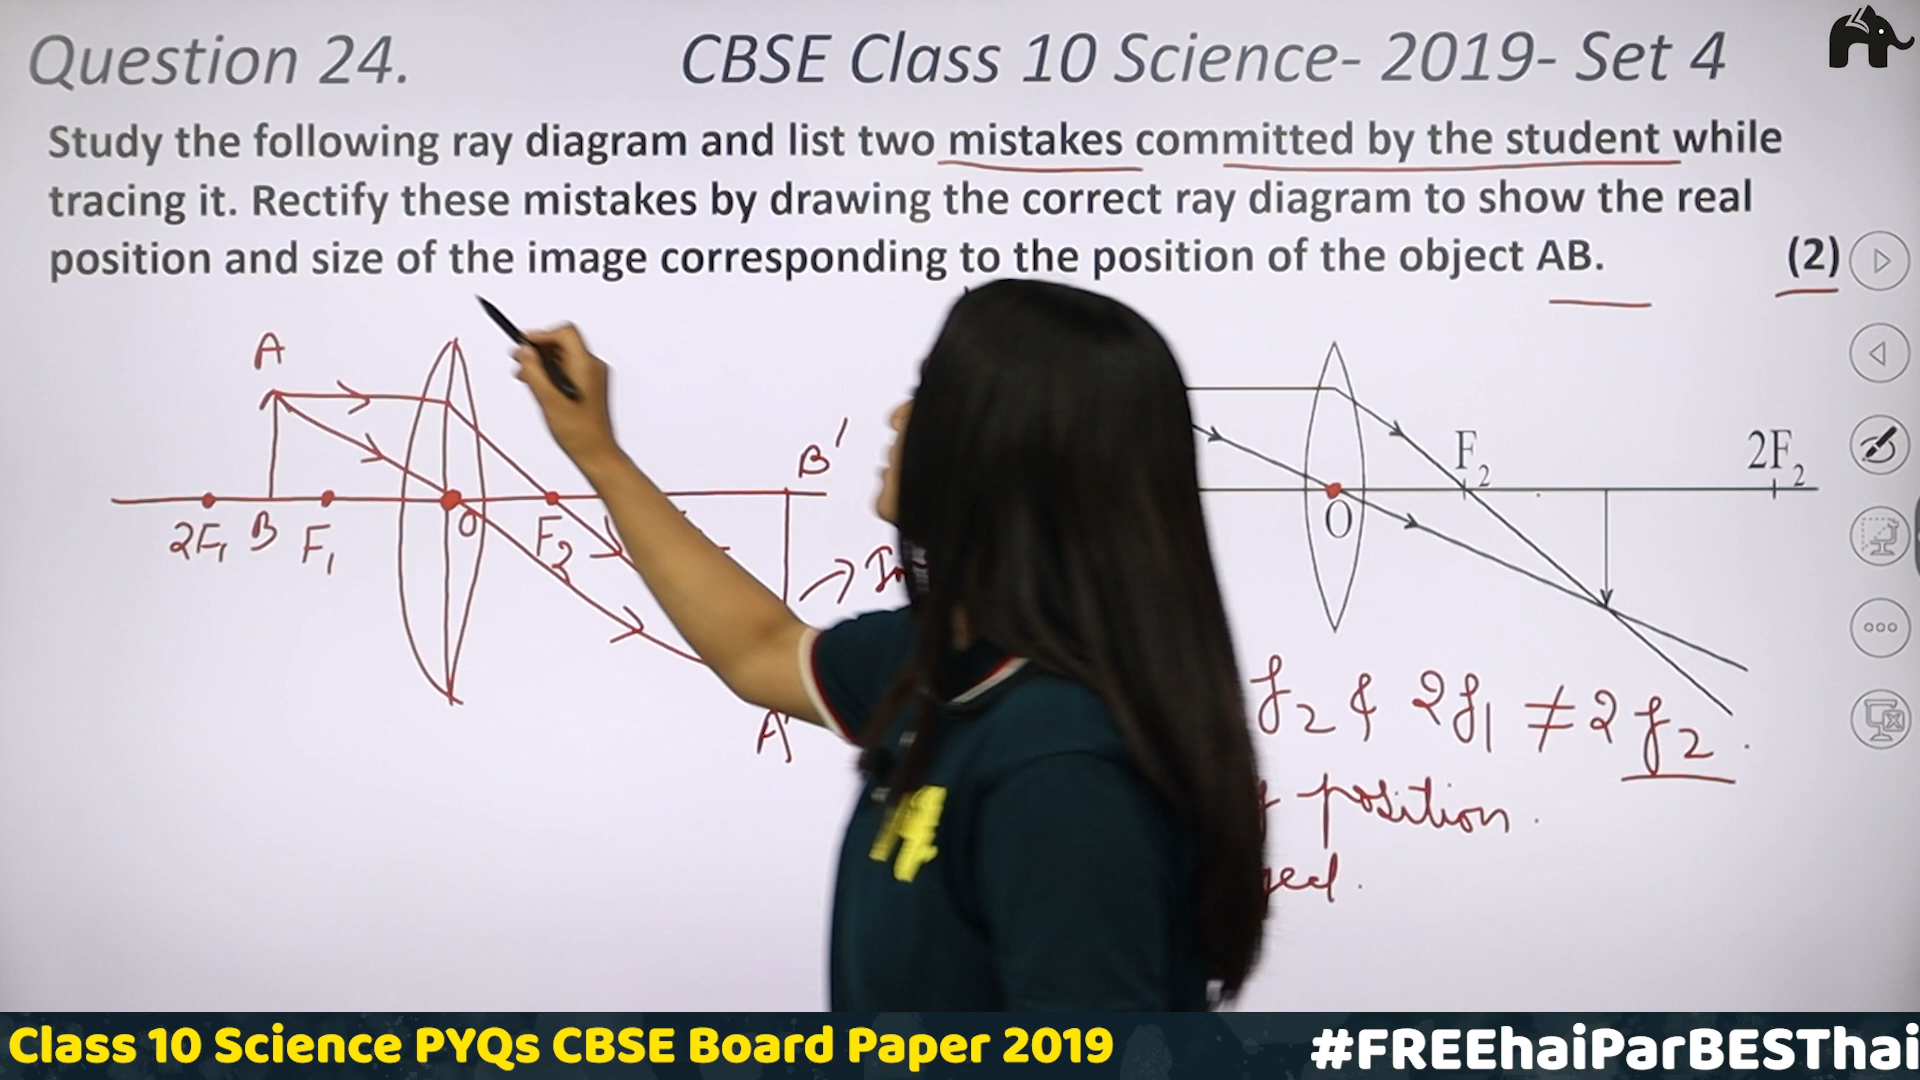 Question 24.
CBSE Class 10 Science- 2019- Set 4
Study the following ray diagram and list two mistakes committed by the student while
tracing it. Rectify these mistakes by drawing the correct ray diagram to show the real
position and size of the image corresponding to the position of the object AB. (2)
A
B'
2F₁ B F₁ O F₂
A'
F₂ 2F₂
O
f₂ & 2f₁ ≠ 2f₂.
position.
Class 10 Science PYQs CBSE Board Paper 2019
#FREEhaiParBESThai